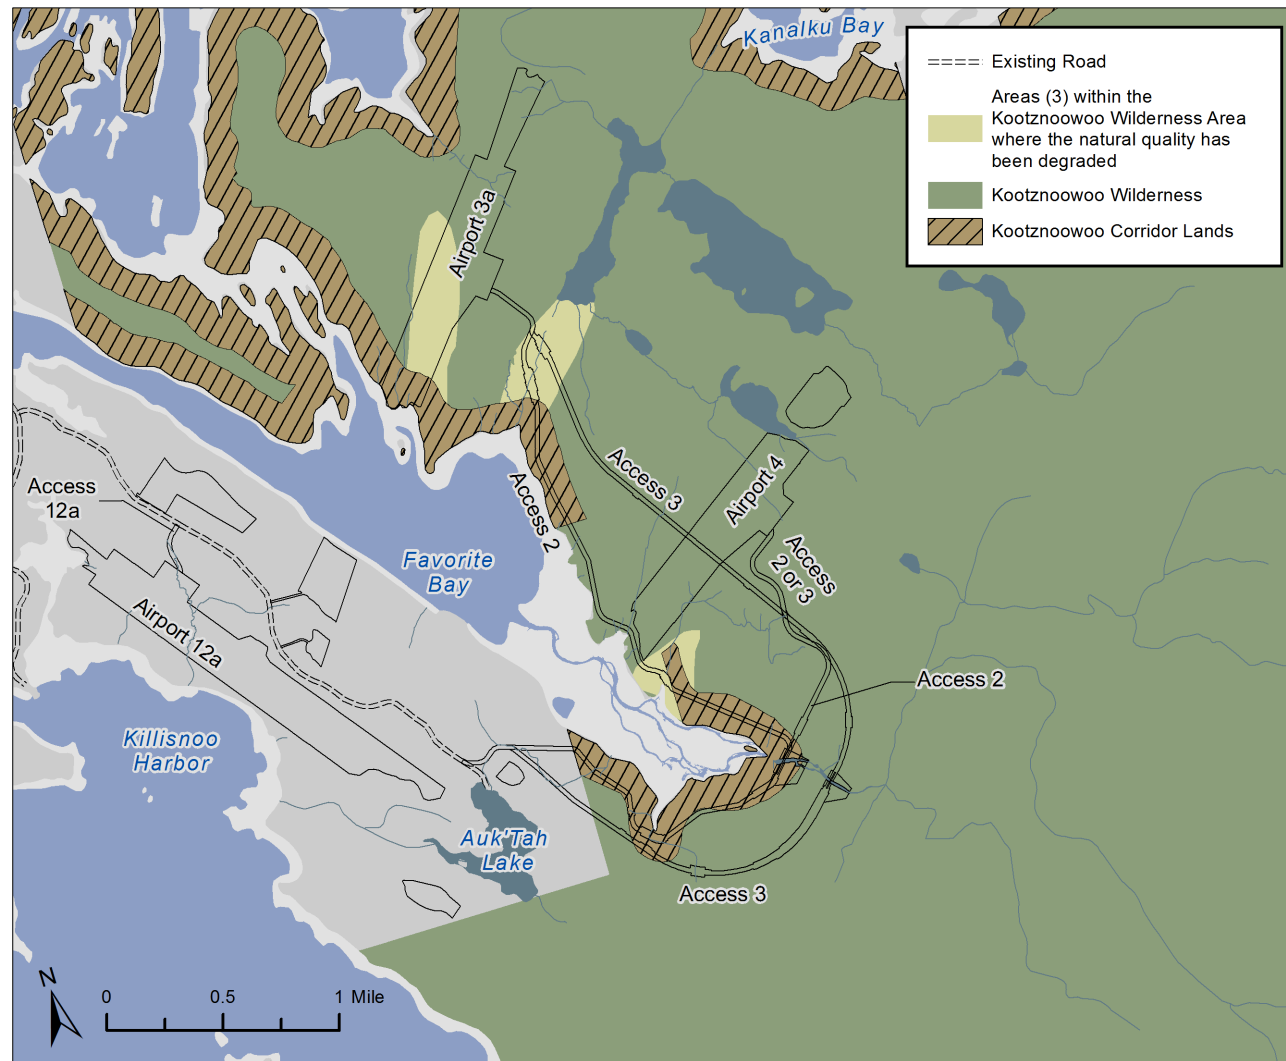 Kanalku Bay
Existing Road
Areas (3) within the
Kootznoowoo Wilderness Area
where the natural quality has
been degraded
Kootznoowoo Wilderness
Kootznoowoo Corridor Lands
Airport 3a
Access 3
Airport 4
Access
12a
Access 2
Access
2 or 3
Favorite
Bay
Airport 12a
Access 2
Killisnoo
Harbor
Auk'Tah
Lake
Access 3
N
0 0.5 1 Mile